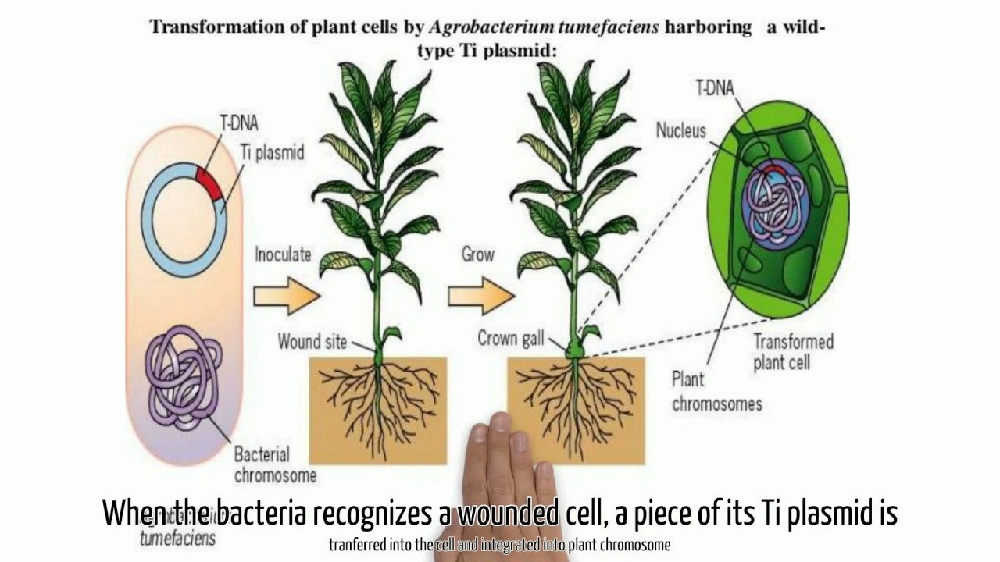 Transformation of plant cells by Agrobacterium tumefaciens harboring a wild-
type Ti plasmid:
T-DNA
Ti plasmid
T-DNA
Nucleus
Inoculate
Grow
Wound site
Crown gall
Transformed
plant cell
Plant
chromosomes
Bacterial
chromosome
tumefaciens
When the bacteria recognizes a wounded cell, a piece of its Ti plasmid is
tranferred into the cell and integrated into plant chromosome